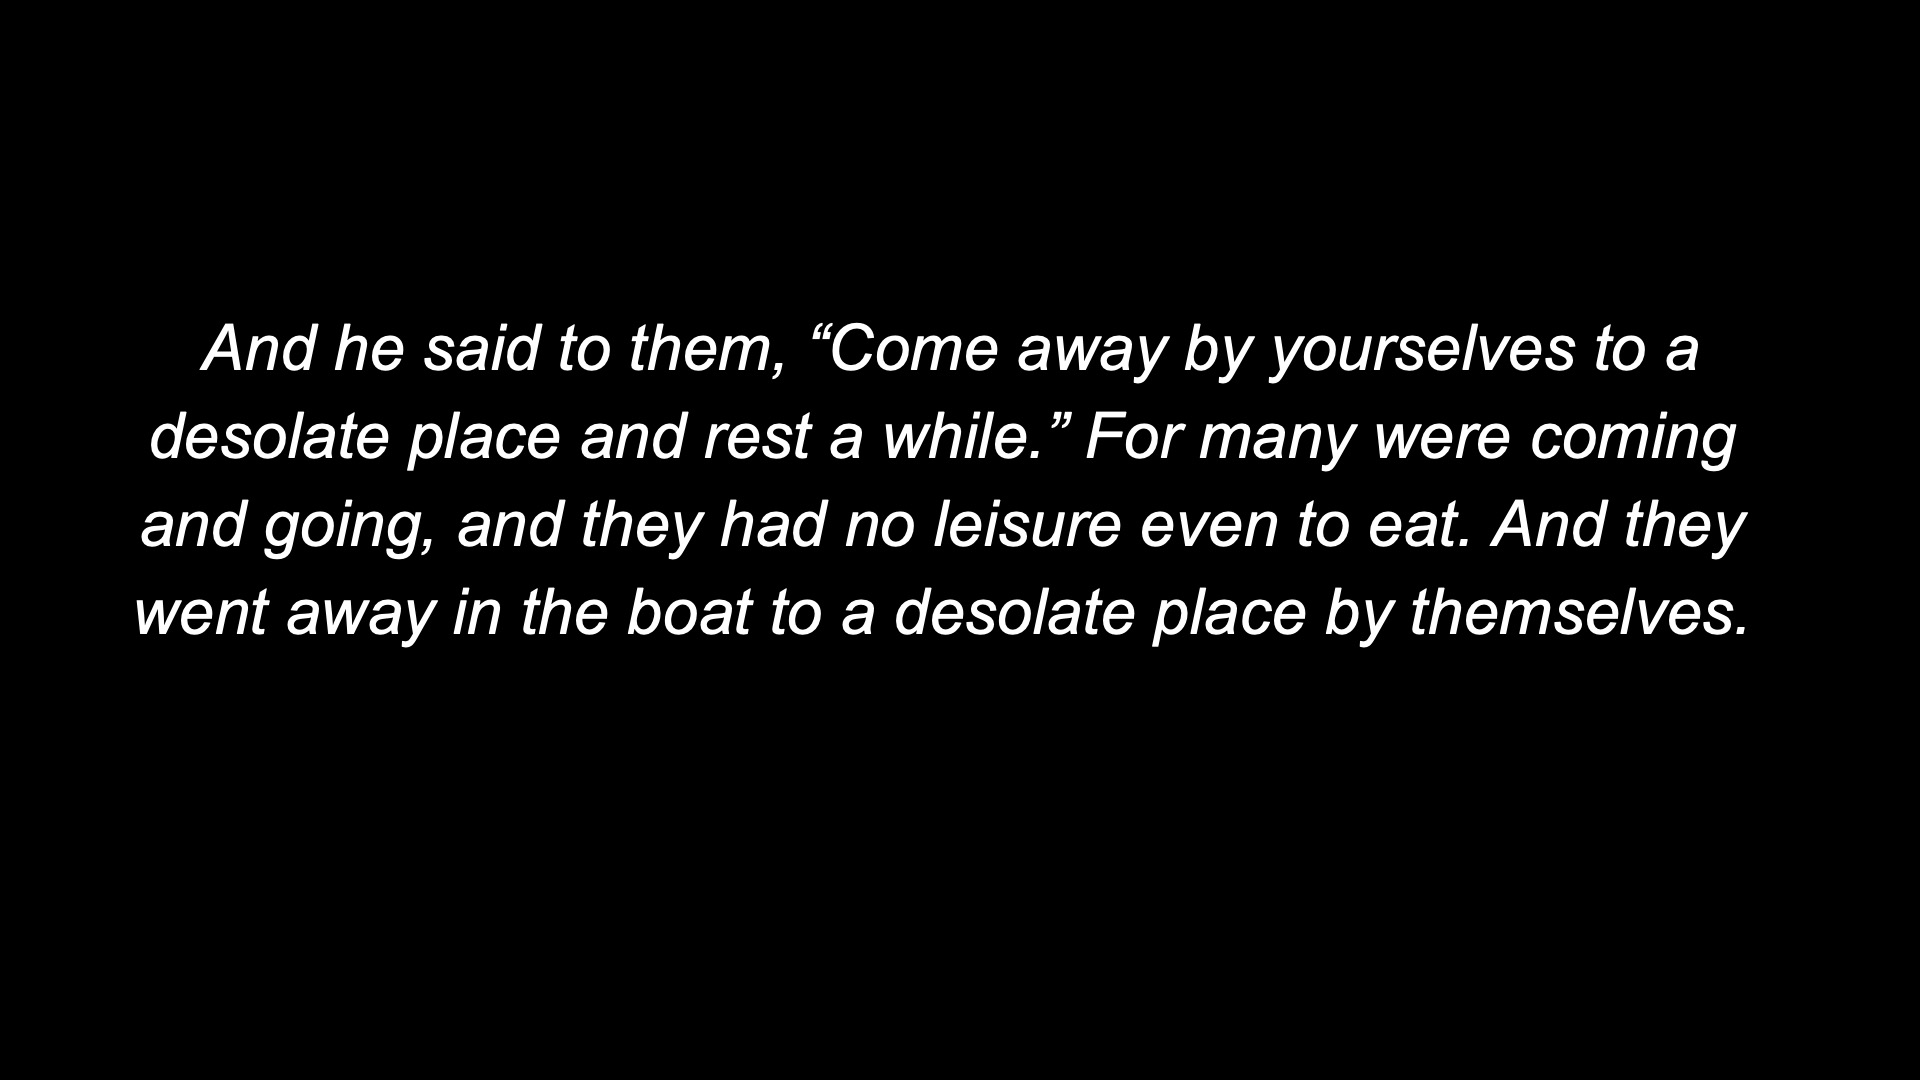 And he said to them, “Come away by yourselves to a
desolate place and rest a while.” For many were coming
and going, and they had no leisure even to eat. And they
went away in the boat to a desolate place by themselves.